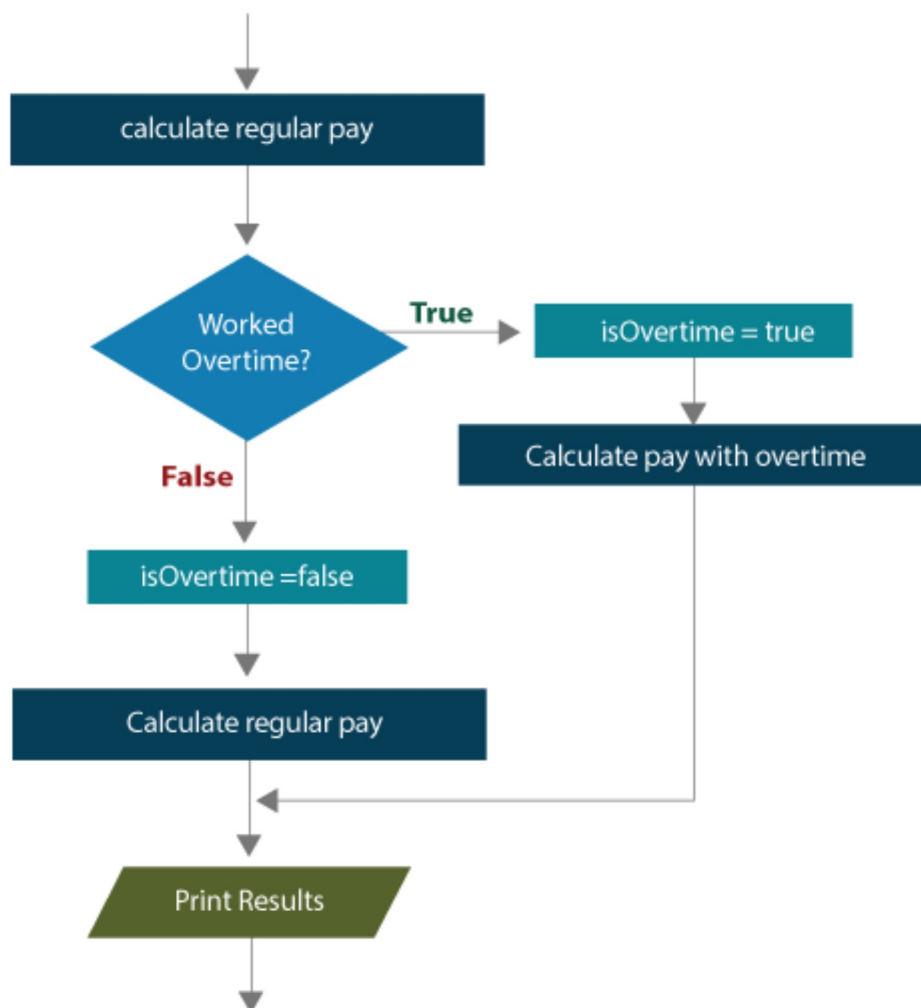 calculate regular pay
Worked
Overtime?
True
isOvertime = true
Calculate pay with overtime
False
isOvertime =false
Calculate regular pay
Print Results